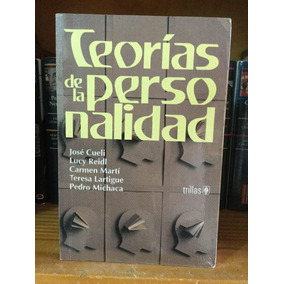 Teorías
de la perso
nalidad
José Cueli
Lucy Reidl
Carmen Martí
Teresa Lartigue
Pedro Michaca
trillas